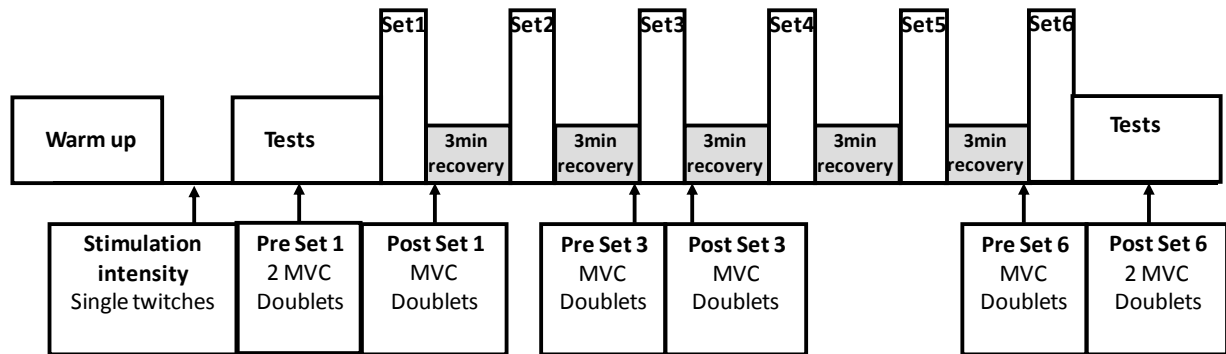 Set1
Set2
Set3
Set4
Set5
Set6
Warm up
Tests
3min
recovery
3min
recovery
3min
recovery
3min
recovery
3min
recovery
Tests
Stimulation
intensity
Single twitches
Pre Set 1
2 MVC
Doublets
Post Set 1
MVC
Doublets
Pre Set 3
MVC
Doublets
Post Set 3
MVC
Doublets
Pre Set 6
MVC
Doublets
Post Set 6
2 MVC
Doublets